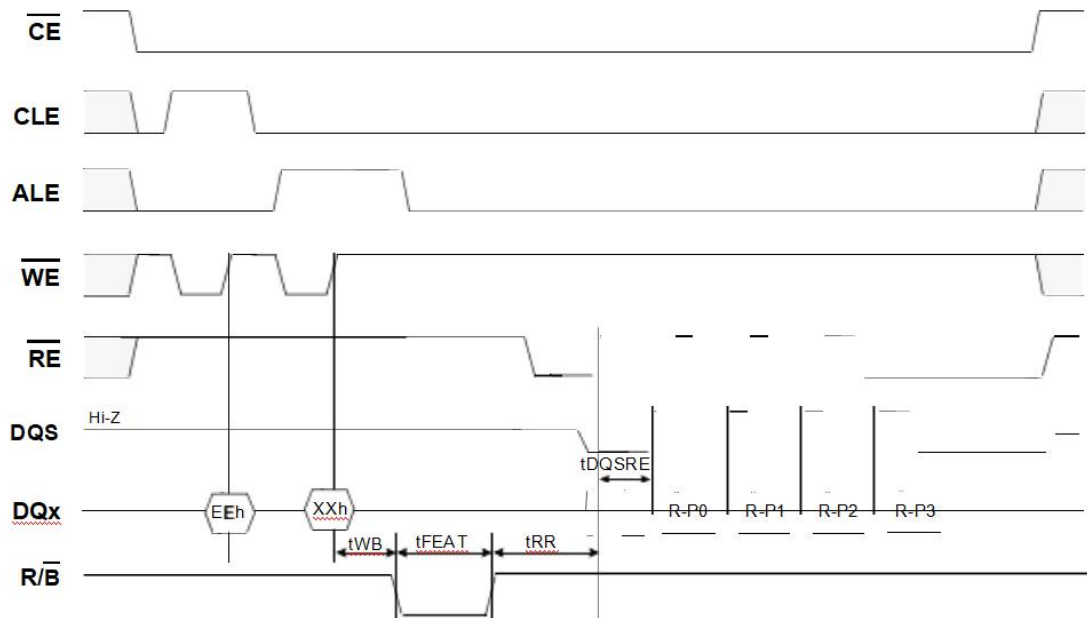 CE
CLE
ALE
WE
RE
Hi-Z
DQS
tDQSRE
DQx
EEh
XXh
R-P0
R-P1
R-P2
R-P3
tWB
tFEAT
tRR
R/B